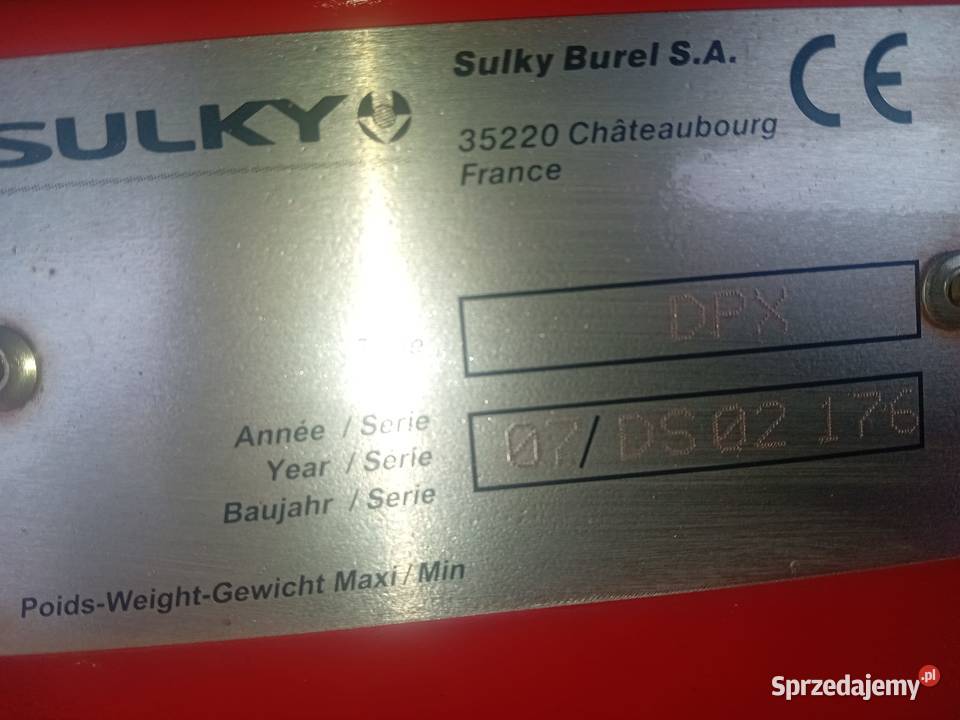 SULKY
Sulky Burel S.A.
CE
35220 Châteaubourg
France
DPX
Année / Serie
Year / Serie
Baujahr / Serie
07/DS 02 176
Poids-Weight-Gewicht Maxi / Min
Sprzedajemy.pl